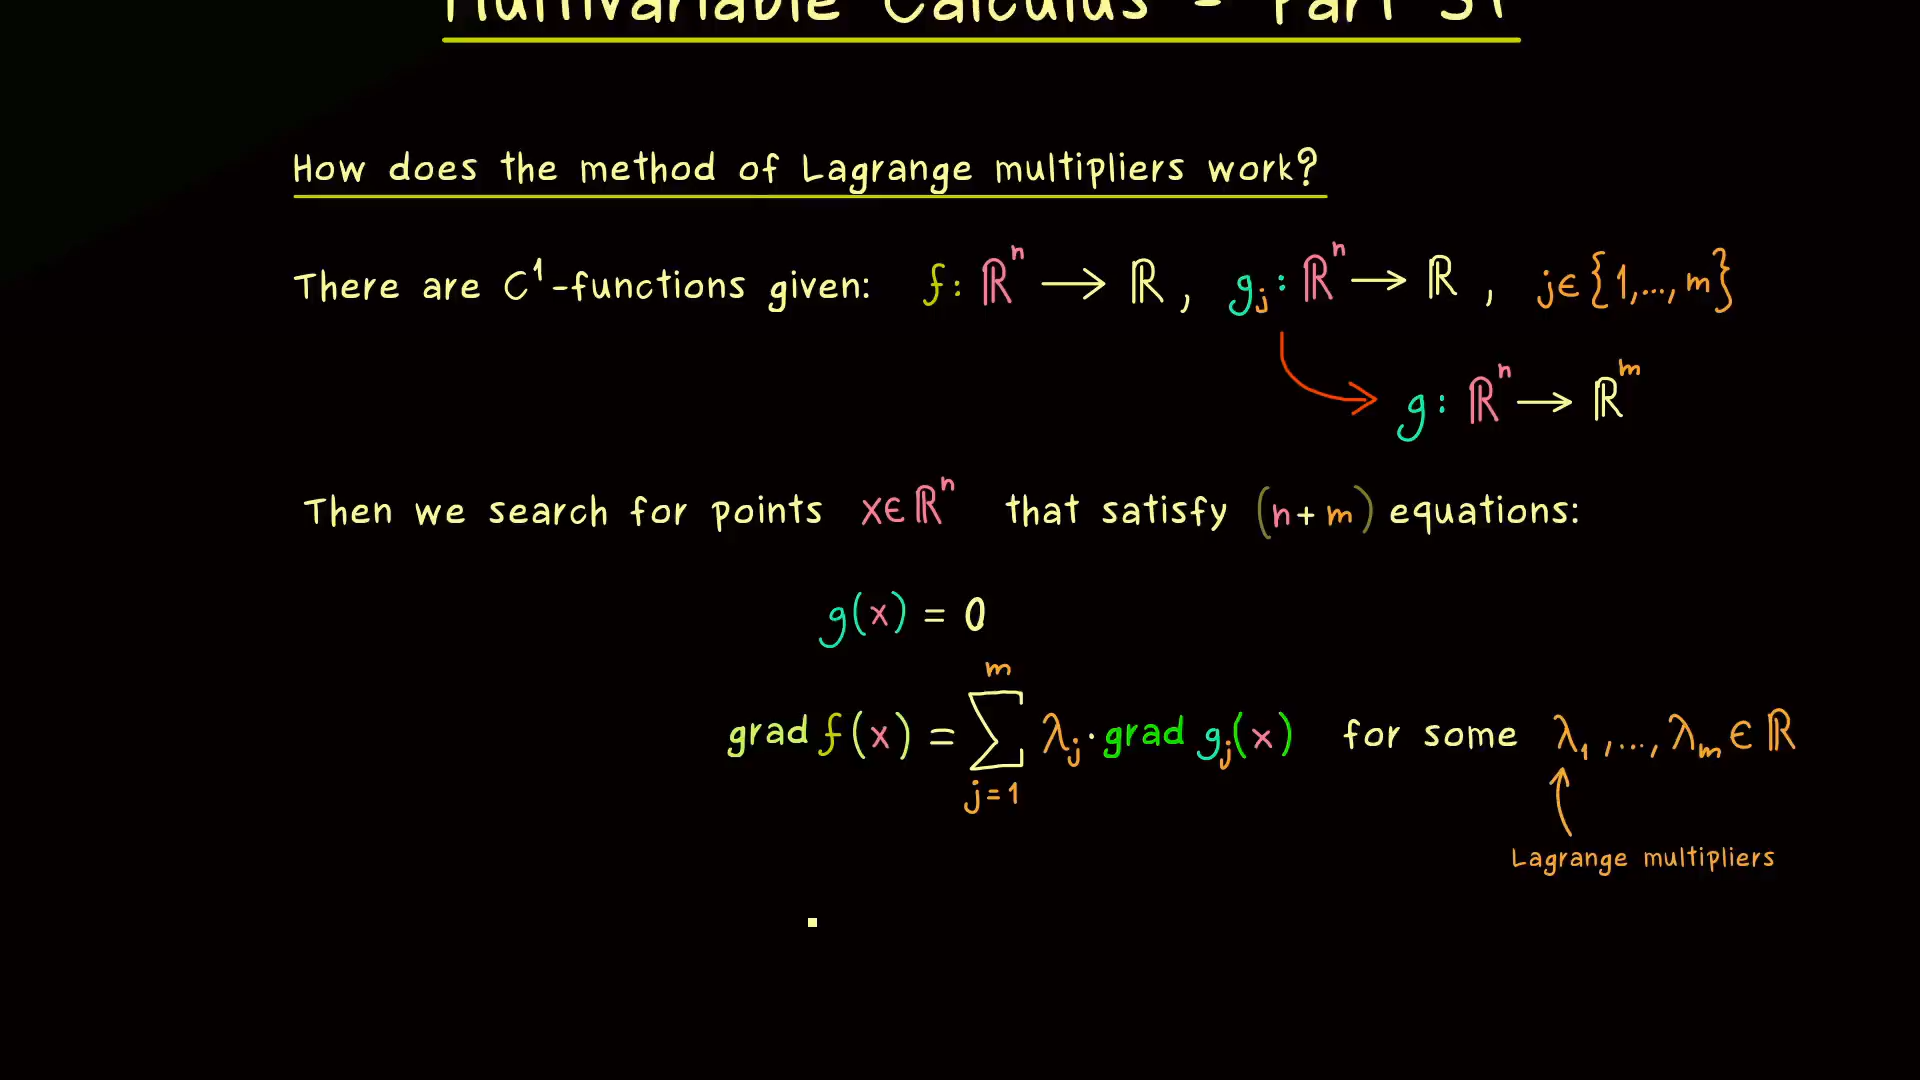 Multivariable Calculus – Part 31
How does the method of Lagrange multipliers work?
There are C¹-functions given: f: ℝⁿ ⟶ ℝ , gⱼ: ℝⁿ ⟶ ℝ , j∈{1,...,m}
g: ℝⁿ ⟶ ℝᵐ
Then we search for points x∈ℝⁿ that satisfy (n+m) equations:
g(x) = 0
grad f(x) = ∑_{j=1}^{m} λⱼ · grad gⱼ(x) for some λ₁,...,λₘ ∈ ℝ
Lagrange multipliers